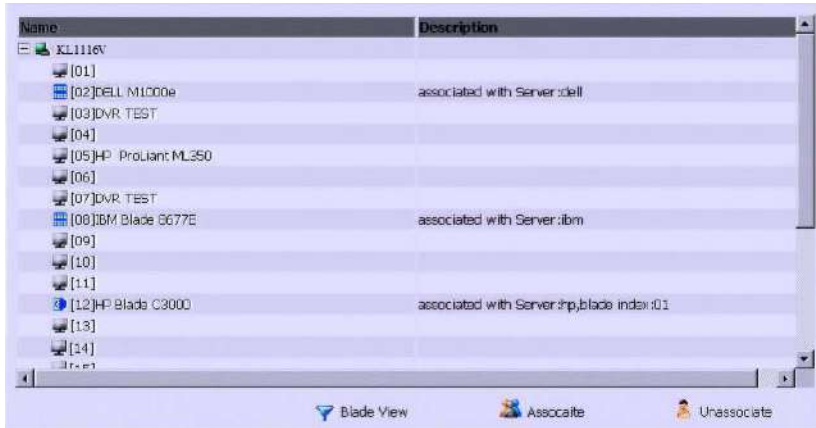 Name Description
KL1116V
[01]
[02]DELL M1000e associated with Server:dell
[03]DVR TEST
[04]
[05]HP ProLiant ML350
[06]
[07]DVR TEST
[08]IBM Blade 8677E associated with Server:ibm
[09]
[10]
[11]
[12]HP Blade C3000 associated with Server:hp,blade index:01
[13]
[14]
Blade View Assocaite Unassociate